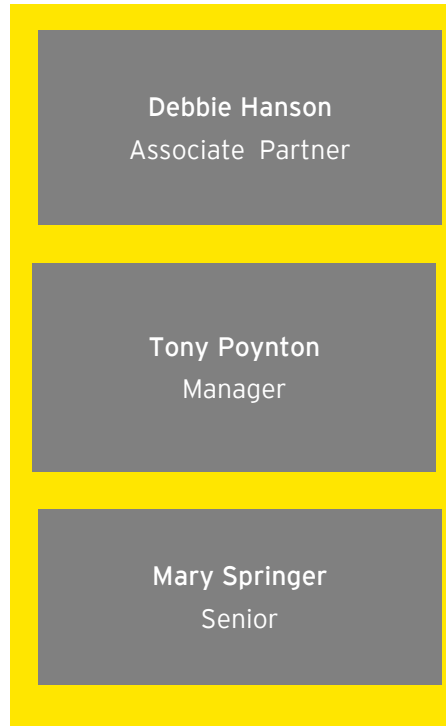 Debbie Hanson
Associate Partner
Tony Poynton
Manager
Mary Springer
Senior